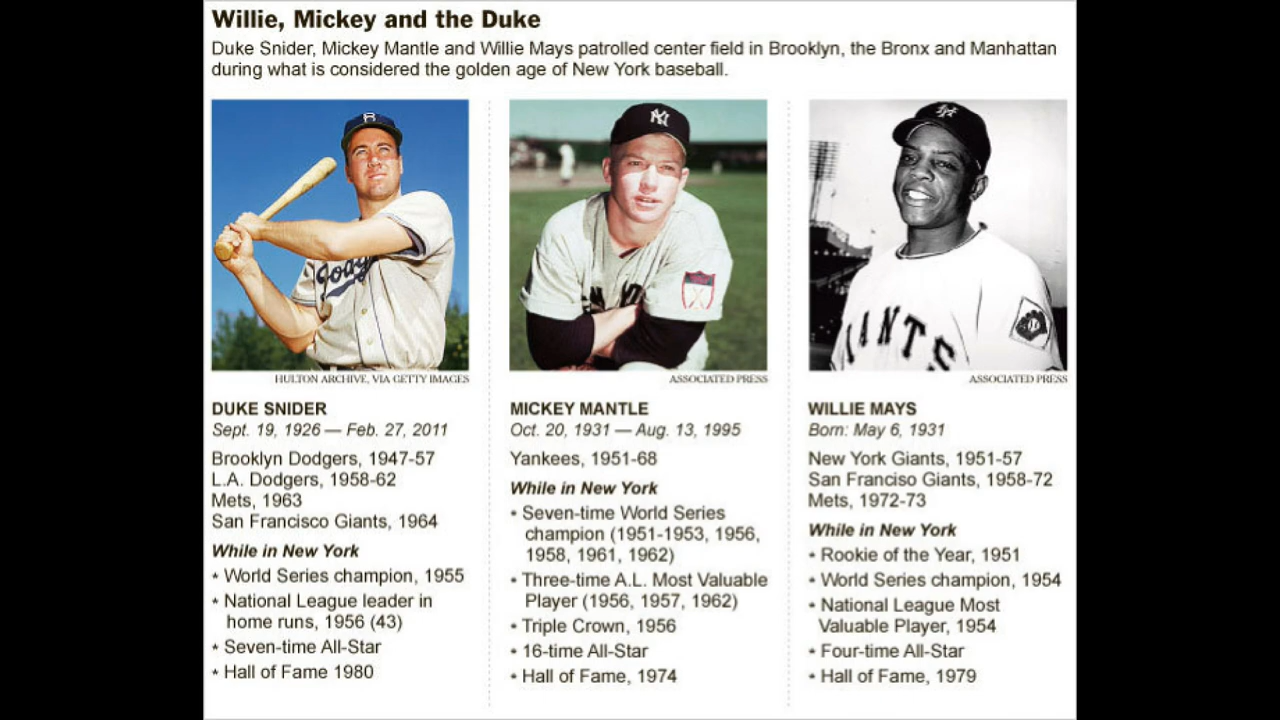 Willie, Mickey and the Duke
Duke Snider, Mickey Mantle and Willie Mays patrolled center field in Brooklyn, the Bronx and Manhattan
during what is considered the golden age of New York baseball.
B
Dodg
HULTON ARCHIVE, VIA GETTY IMAGES
DUKE SNIDER
Sept. 19, 1926 — Feb. 27, 2011
Brooklyn Dodgers, 1947-57
L.A. Dodgers, 1958-62
Mets, 1963
San Francisco Giants, 1964
While in New York
• World Series champion, 1955
• National League leader in
home runs, 1956 (43)
• Seven-time All-Star
• Hall of Fame 1980
NY
ASSOCIATED PRESS
MICKEY MANTLE
Oct. 20, 1931 — Aug. 13, 1995
Yankees, 1951-68
While in New York
• Seven-time World Series
champion (1951-1953, 1956,
1958, 1961, 1962)
• Three-time A.L. Most Valuable
Player (1956, 1957, 1962)
• Triple Crown, 1956
• 16-time All-Star
• Hall of Fame, 1974
NY
IANTS
ASSOCIATED PRESS
WILLIE MAYS
Born: May 6, 1931
New York Giants, 1951-57
San Franciso Giants, 1958-72
Mets, 1972-73
While in New York
• Rookie of the Year, 1951
• World Series champion, 1954
• National League Most
Valuable Player, 1954
• Four-time All-Star
• Hall of Fame, 1979